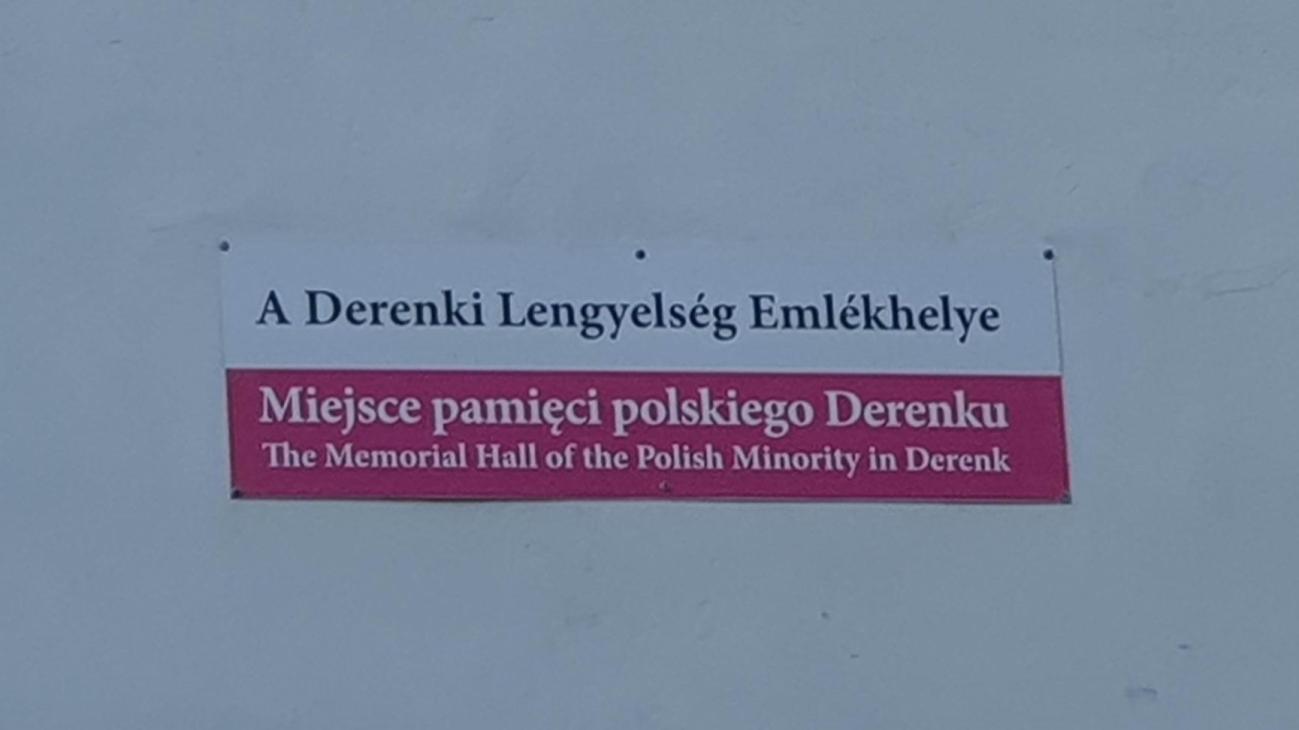 A Derenki Lengyelség Emlékhelye
Miejsce pamięci polskiego Derenku
The Memorial Hall of the Polish Minority in Derenk